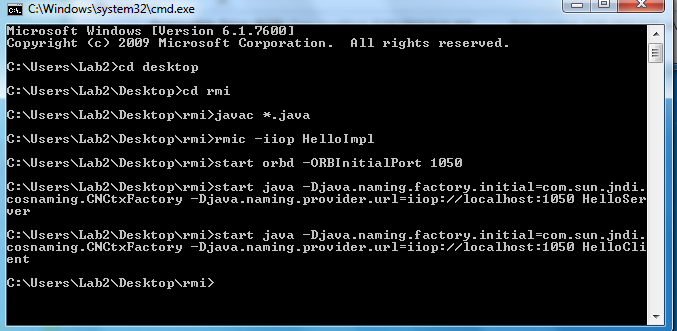 C:\Windows\system32\cmd.exe
Microsoft Windows [Version 6.1.7600]
Copyright (c) 2009 Microsoft Corporation.  All rights reserved.
C:\Users\Lab2>cd desktop
C:\Users\Lab2\Desktop>cd rmi
C:\Users\Lab2\Desktop\rmi>javac *.java
C:\Users\Lab2\Desktop\rmi>rmic -iiop HelloImpl
C:\Users\Lab2\Desktop\rmi>start orbd -ORBInitialPort 1050
C:\Users\Lab2\Desktop\rmi>start java -Djava.naming.factory.initial=com.sun.jndi.
cosnaming.CNCtxFactory -Djava.naming.provider.url=iiop://localhost:1050 HelloSer
ver
C:\Users\Lab2\Desktop\rmi>start java -Djava.naming.factory.initial=com.sun.jndi.
cosnaming.CNCtxFactory -Djava.naming.provider.url=iiop://localhost:1050 HelloCli
ent
C:\Users\Lab2\Desktop\rmi>